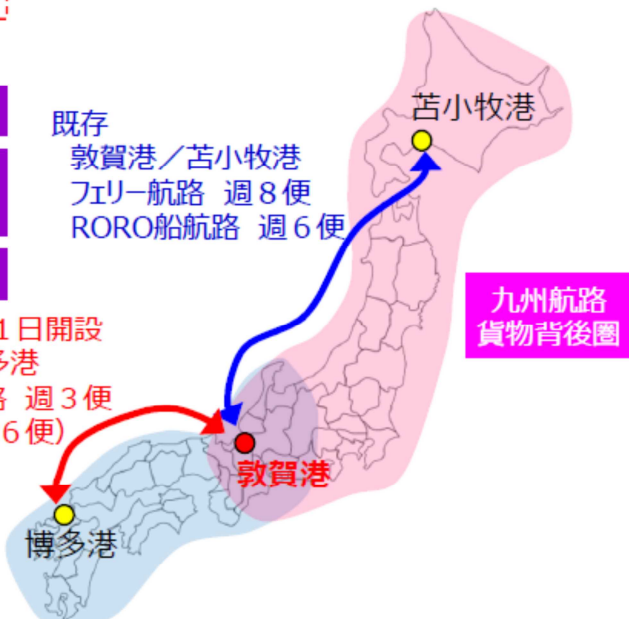 苫小牧港
既存
敦賀港／苫小牧港
フェリー航路 週８便
RORO船航路 週６便
九州航路
貨物背後圏
１日開設
多港
週３便
６便）
敦賀港
博多港